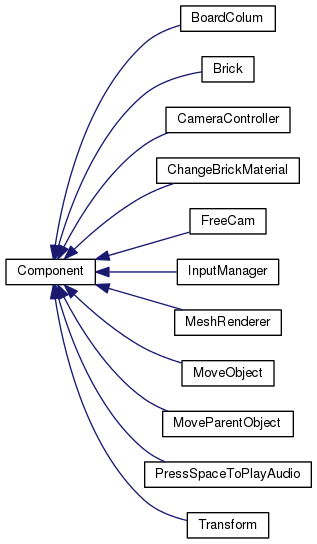 BoardColum
Brick
CameraController
ChangeBrickMaterial
FreeCam
Component
InputManager
MeshRenderer
MoveObject
MoveParentObject
PressSpaceToPlayAudio
Transform